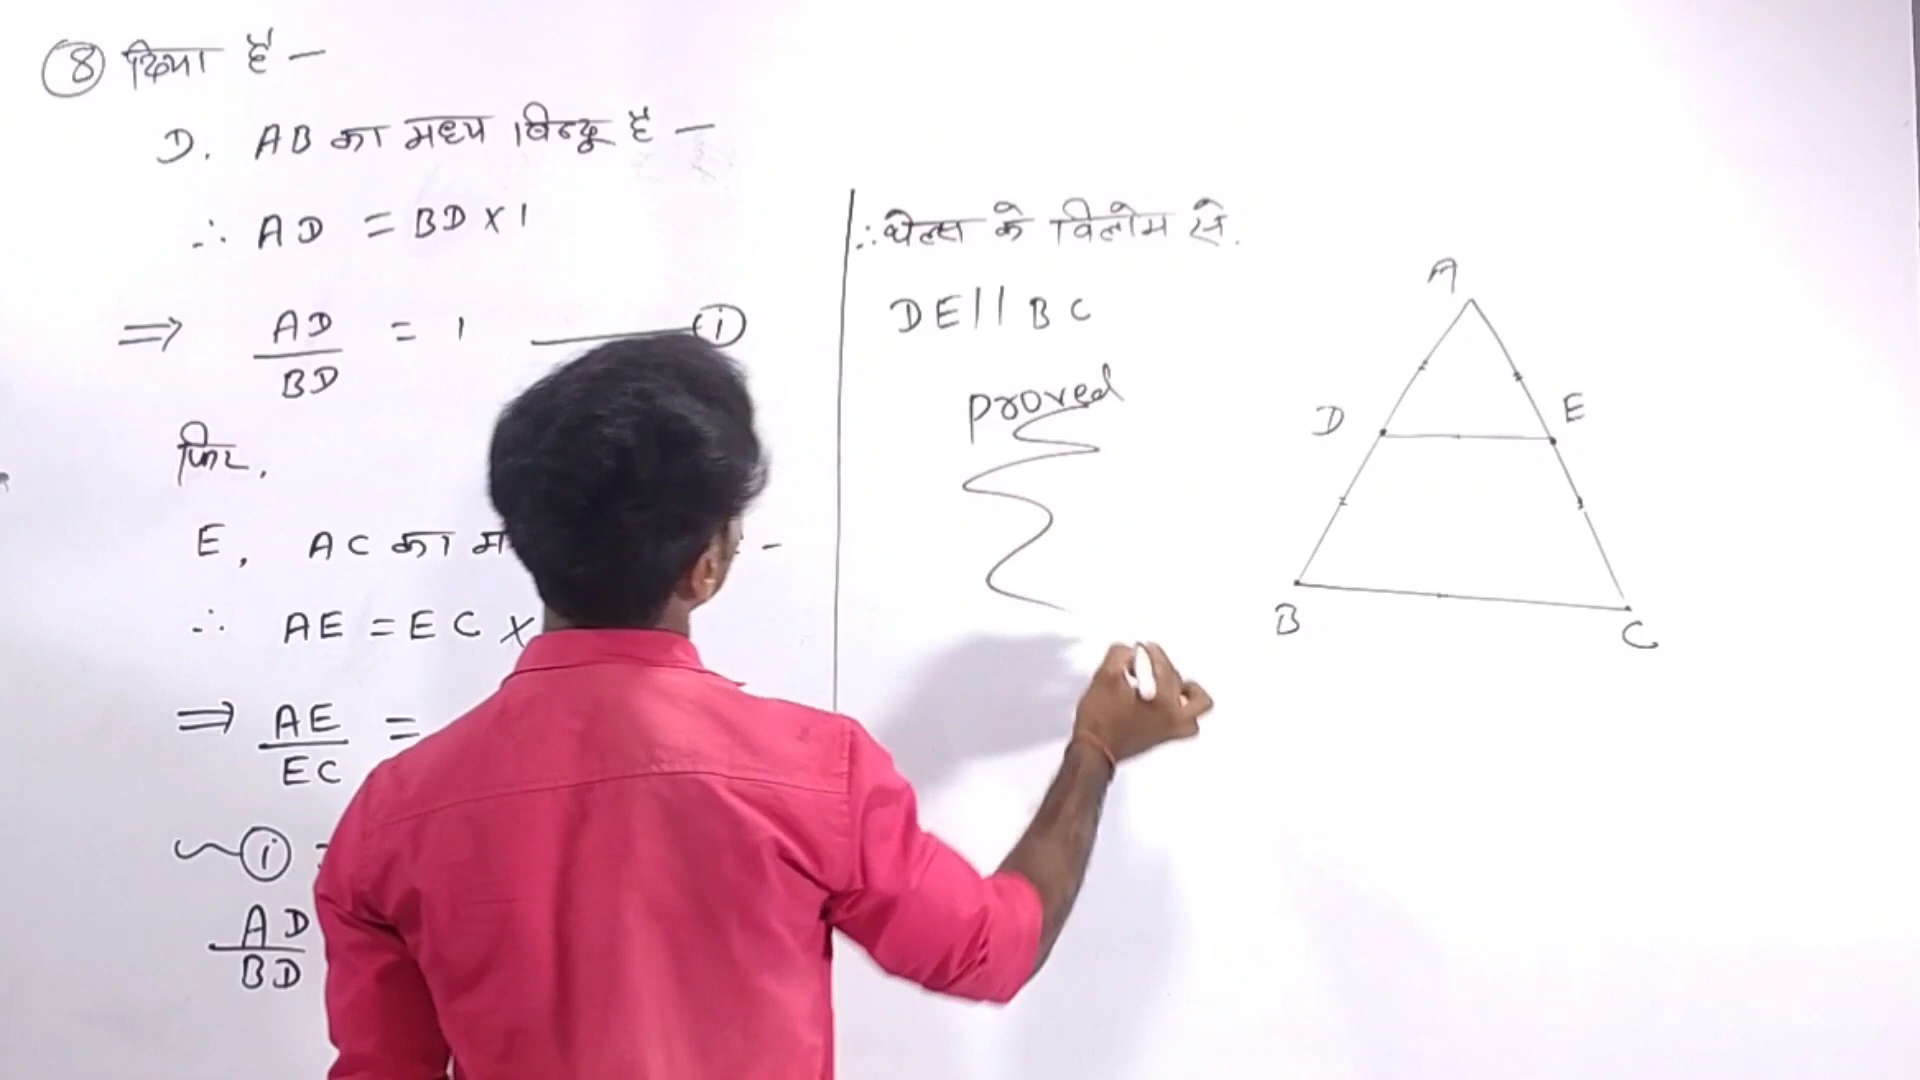 8 दिया है —
D. AB का मध्य बिन्दू है —
∴ AD = BD × 1
⇒ AD/BD = 1 — i
फिर,
E, AC का म -
∴ AE = EC ×
⇒ AE/EC =
i
AD/BD
∴ थेल्स के विलोम से.
DE || BC
proved
A
D
E
B
C